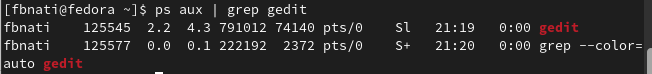 [fbnati@fedora ~]$ ps aux | grep gedit
fbnati    125545  2.2  4.3 791012 74140 pts/0    Sl   21:19   0:00 gedit
fbnati    125577  0.0  0.1 222192  2372 pts/0    S+   21:20   0:00 grep --color=
auto gedit